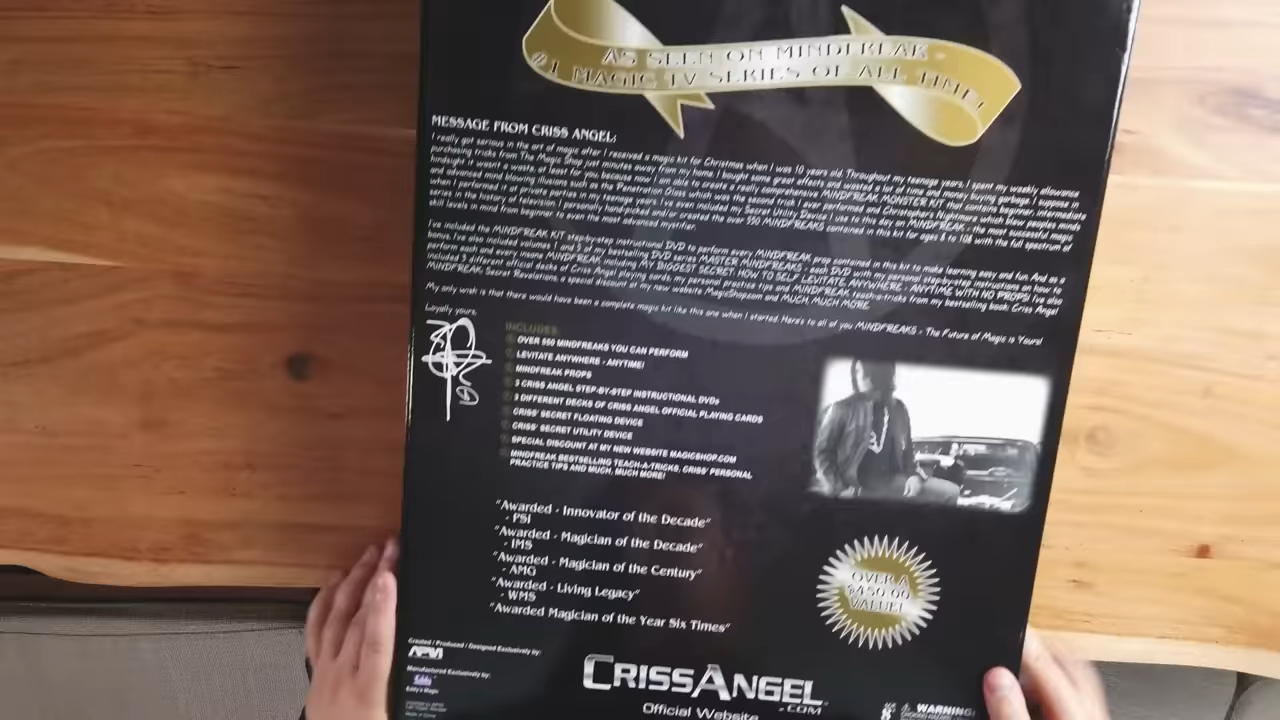 AS SEEN ON MINDFREAK -
#1 MAGIC TV SERIES OF ALL TIME!
MESSAGE FROM CRISS ANGEL:
I really got serious in the art of magic after I received a magic kit for Christmas when I was 10 years old. Throughout my teenage years, I spent my weekly allowance
purchasing tricks from The Magic Shop just minutes away from my home. I bought some great effects and wasted a lot of time and money buying garbage. I suppose in
hindsight it wasn't a waste, at least for you, because now I am able to create a really comprehensive MINDFREAK MONSTER KIT that contains beginner, intermediate
and advanced mind blowing illusions such as the Penetration Glass which was the second trick I ever performed and Christopher's Nightmare which blew peoples minds
when I performed it at private parties in my teenage years. I've even included my Secret Utility Device I use to this day on MINDFREAK - the most successful magic
series in the history of television. I personally hand-picked and/or created the over 550 MINDFREAKS contained in this kit for ages 8 to 108 with the full spectrum of
skill levels in mind from beginner to even the most advanced mystifier.
I've included the MINDFREAK KIT step-by-step instructional DVD to perform every MINDFREAK prop contained in this kit to make learning easy and fun. And as a
bonus, I've also included volumes 1 and 5 of my bestselling DVD series MASTER MINDFREAKS - each DVD with my personal step-by-step instructions on how to
perform each and every insane MINDFREAK, including MY BIGGEST SECRET: HOW TO SELF LEVITATE ANYWHERE - ANYTIME WITH NO PROPS! I've also
included 3 different official decks of Criss Angel playing cards, my personal practice tips and MINDFREAK teach-a-tricks from my bestselling book: Criss Angel
MINDFREAK: Secret Revelations, a special discount at my new website MagicShop.com and MUCH, MUCH MORE.
My only wish is that there would have been a complete magic kit like this one when I started. Here's to all of you MINDFREAKS - The Future of Magic is Yours!
Loyally yours,
INCLUDES:
OVER 550 MINDFREAKS YOU CAN PERFORM
LEVITATE ANYWHERE - ANYTIME!
MINDFREAK PROPS
3 CRISS ANGEL STEP-BY-STEP INSTRUCTIONAL DVDs
3 DIFFERENT DECKS OF CRISS ANGEL OFFICIAL PLAYING CARDS
CRISS' SECRET FLOATING DEVICE
CRISS' SECRET UTILITY DEVICE
SPECIAL DISCOUNT AT MY NEW WEBSITE MAGICSHOP.COM
MINDFREAK BESTSELLING TEACH-A-TRICKS, CRISS' PERSONAL
PRACTICE TIPS AND MUCH, MUCH MORE!
"Awarded - Innovator of the Decade"
- PSI
"Awarded - Magician of the Decade"
- IMS
"Awarded - Magician of the Century"
- AMG
"Awarded - Living Legacy"
- WMS
"Awarded Magician of the Year Six Times"
OVER A
$450.00
VALUE!
Created / Produced / Designed Exclusively by:
APWI
Manufactured Exclusively by:
Eddy's
Eddy's Magic
Made in China
CRISSANGEL
.COM
Official Website
WARNING: